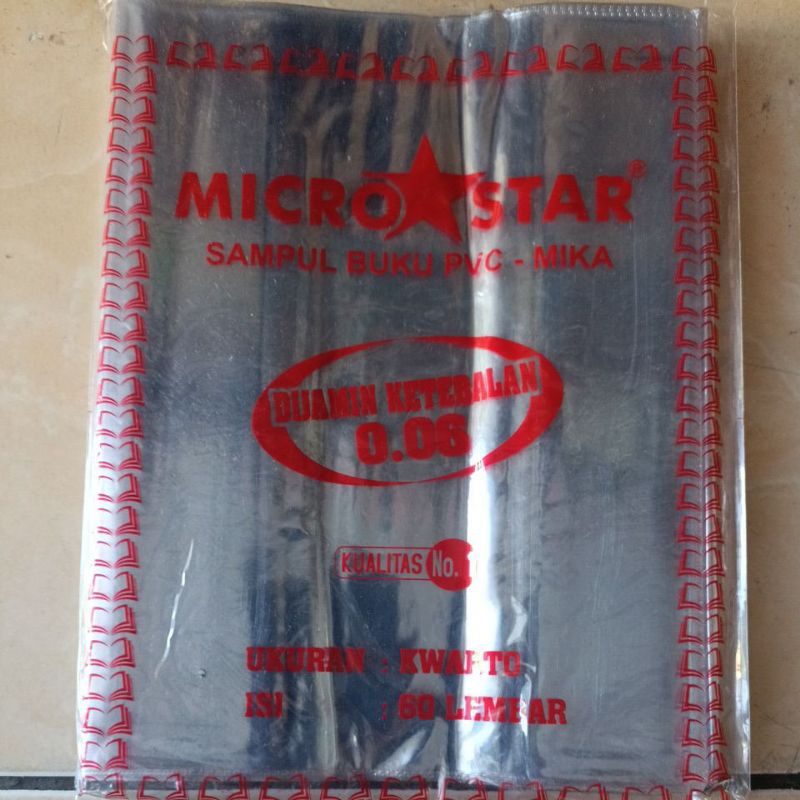 MICRO★STAR®
SAMPUL BUKU PVC - MIKA
DIJAMIN KETEBALAN
0.06
KUALITAS No. 1
UKURAN : KWARTO
ISI : 60 LEMBAR